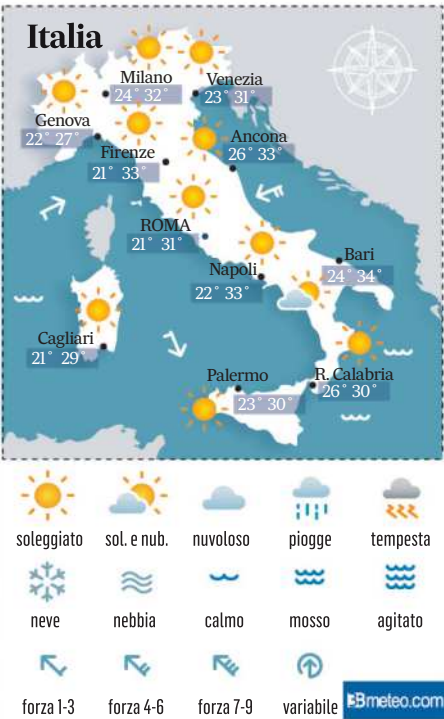 Italia
Milano
24° 32°
Venezia
23° 31°
Genova
22° 27°
Ancona
26° 33°
Firenze
21° 33°
ROMA
21° 31°
Bari
24° 34°
Napoli
22° 33°
Cagliari
21° 29°
Palermo
23° 30°
R. Calabria
26° 30°
soleggiato sol. e nub. nuvoloso piogge tempesta
neve nebbia calmo mosso agitato
forza 1-3 forza 4-6 forza 7-9 variabile
3Bmeteo.com